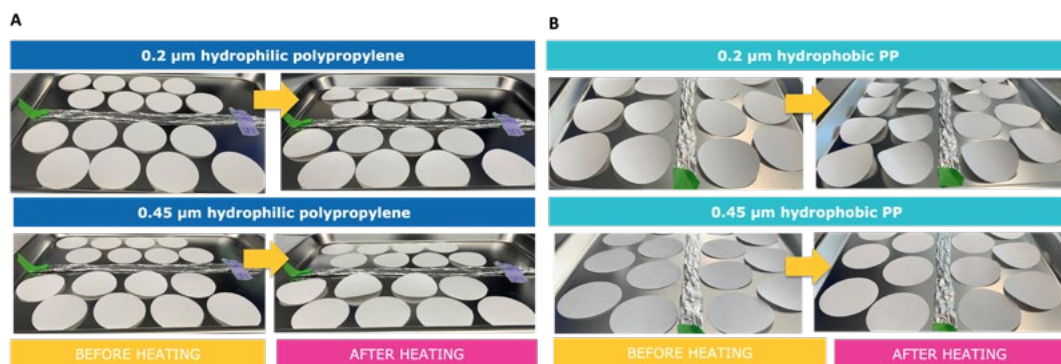 A
0.2 µm hydrophilic polypropylene
0.45 µm hydrophilic polypropylene
BEFORE HEATING
AFTER HEATING
B
0.2 µm hydrophobic PP
0.45 µm hydrophobic PP
BEFORE HEATING
AFTER HEATING